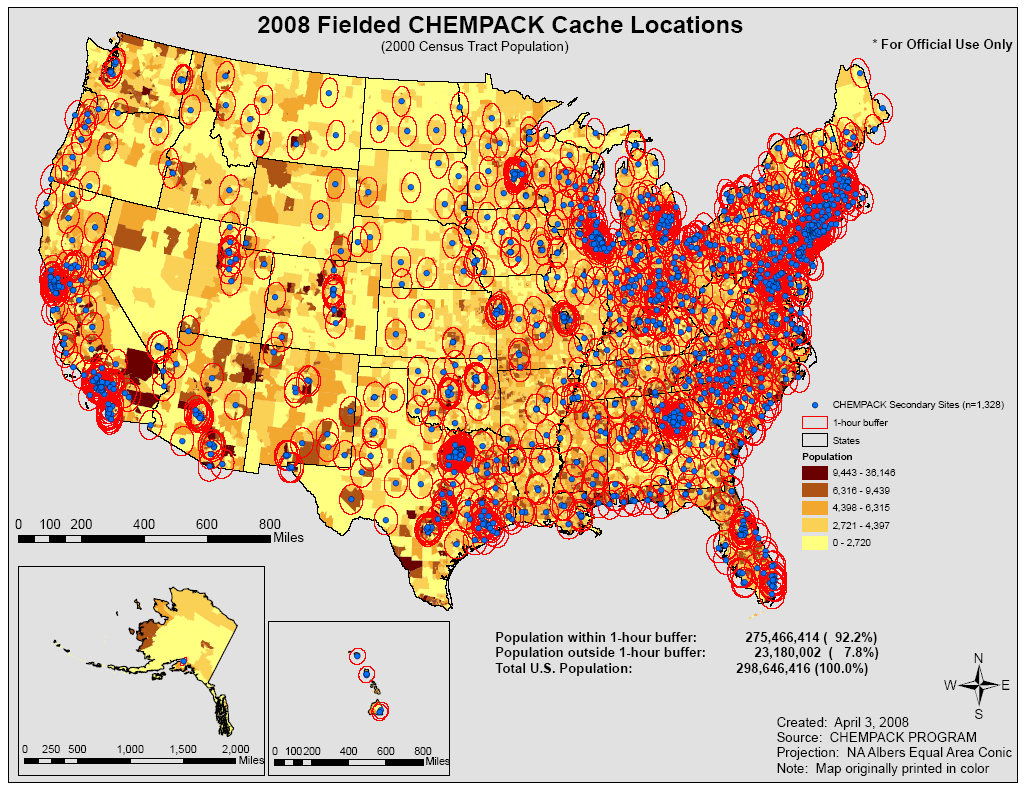 2008 Fielded CHEMPACK Cache Locations
(2000 Census Tract Population)
* For Official Use Only
CHEMPACK Secondary Sites (n=1,328)
1-hour buffer
States
Population
9,443 - 36,146
6,316 - 9,439
4,398 - 6,315
2,721 - 4,397
0 - 2,720
0 100 200 400 600 800
Miles
0 250 500 1,000 1,500 2,000
Miles
0 100 200 400 600 800
Miles
Population within 1-hour buffer: 275,466,414 ( 92.2%)
Population outside 1-hour buffer: 23,180,002 ( 7.8%)
Total U.S. Population: 298,646,416 (100.0%)
N
W E
S
Created: April 3, 2008
Source: CHEMPACK PROGRAM
Projection: NA Albers Equal Area Conic
Note: Map originally printed in color